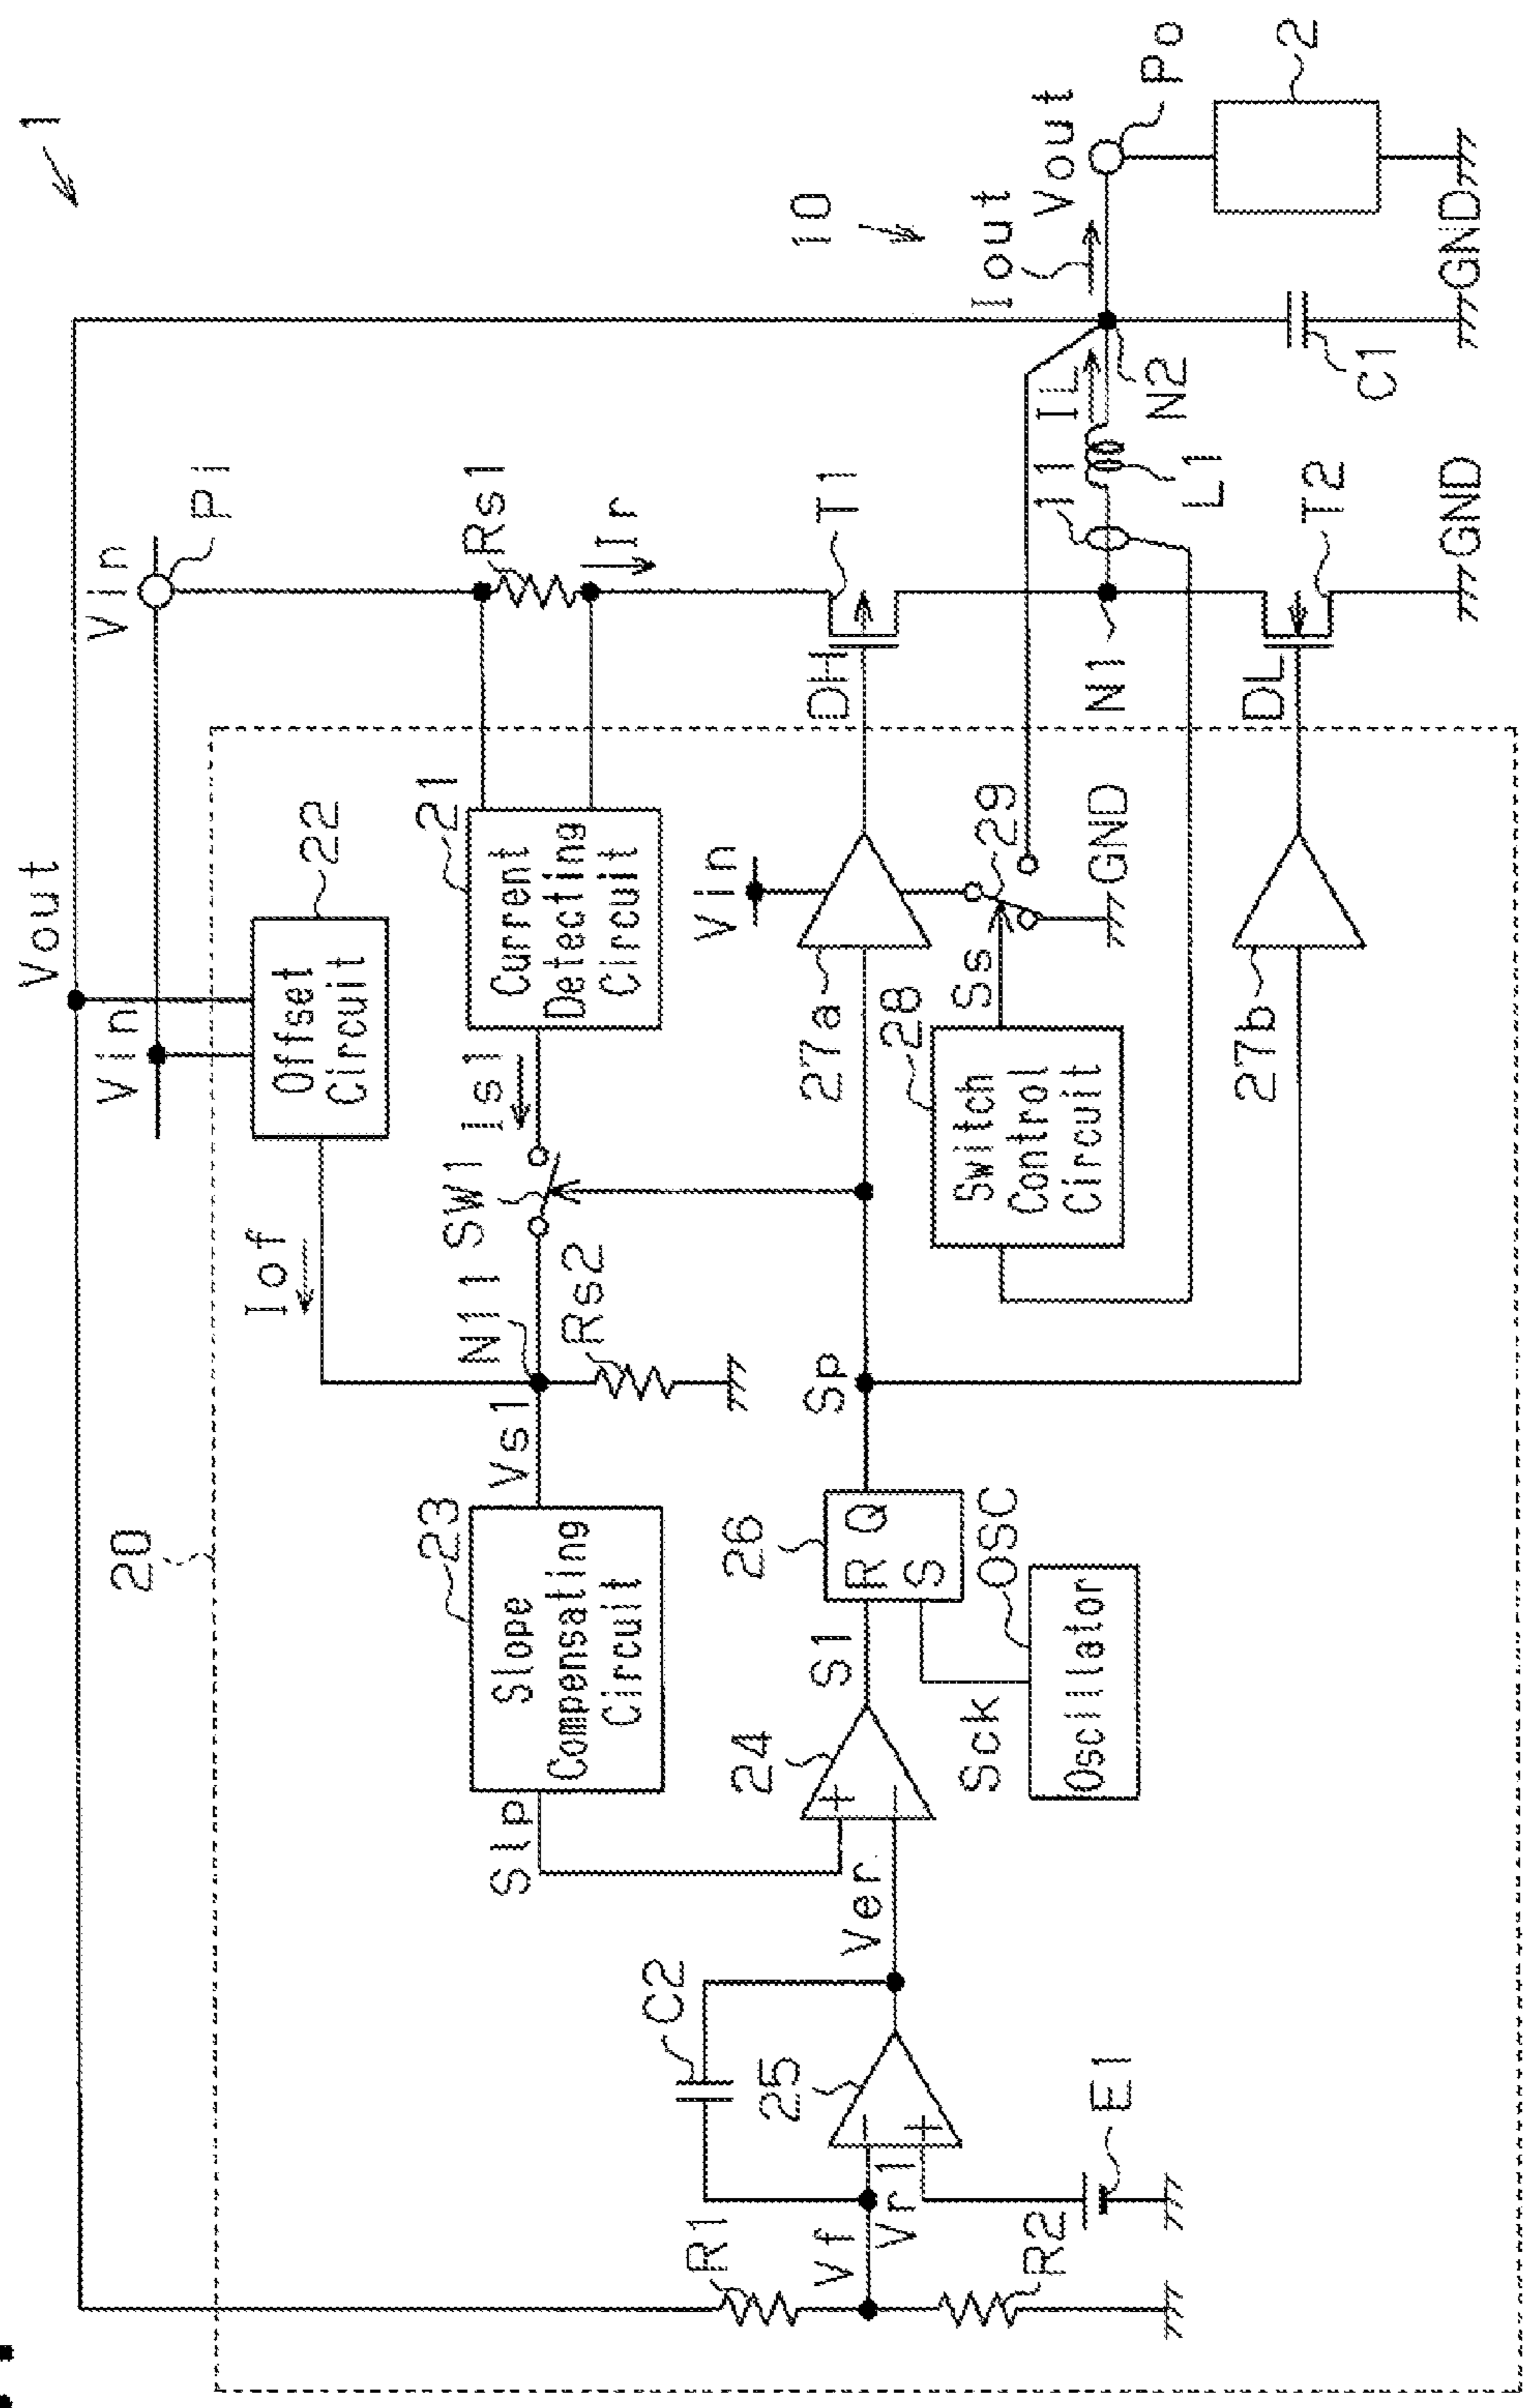 1
10
Vout
Vin
Vin
Pi
Iout
Vout
Po
2
GND
GND
C1
N2
IL
L1
11
Rs1
Ir
T1
N1
T2
GND
DH
DL
20
22
Offset
Circuit
Iof
21
Current
Detecting
Circuit
Is1
SW1
N11
Rs2
Vs1
23
Slope
Compensating
Circuit
Slp
Vin
27a
29
GND
Ss
28
Switch
Control
Circuit
27b
Sp
26
R Q
S
S1
24
+
−
Sck
OSC
Oscillator
Ver
C2
25
−
+
E1
R1
Vf
Vr1
R2